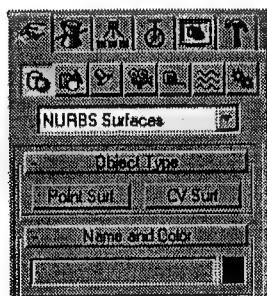 NURBS Surfaces
- Object Type
Point Surf
CV Surf
- Name and Color